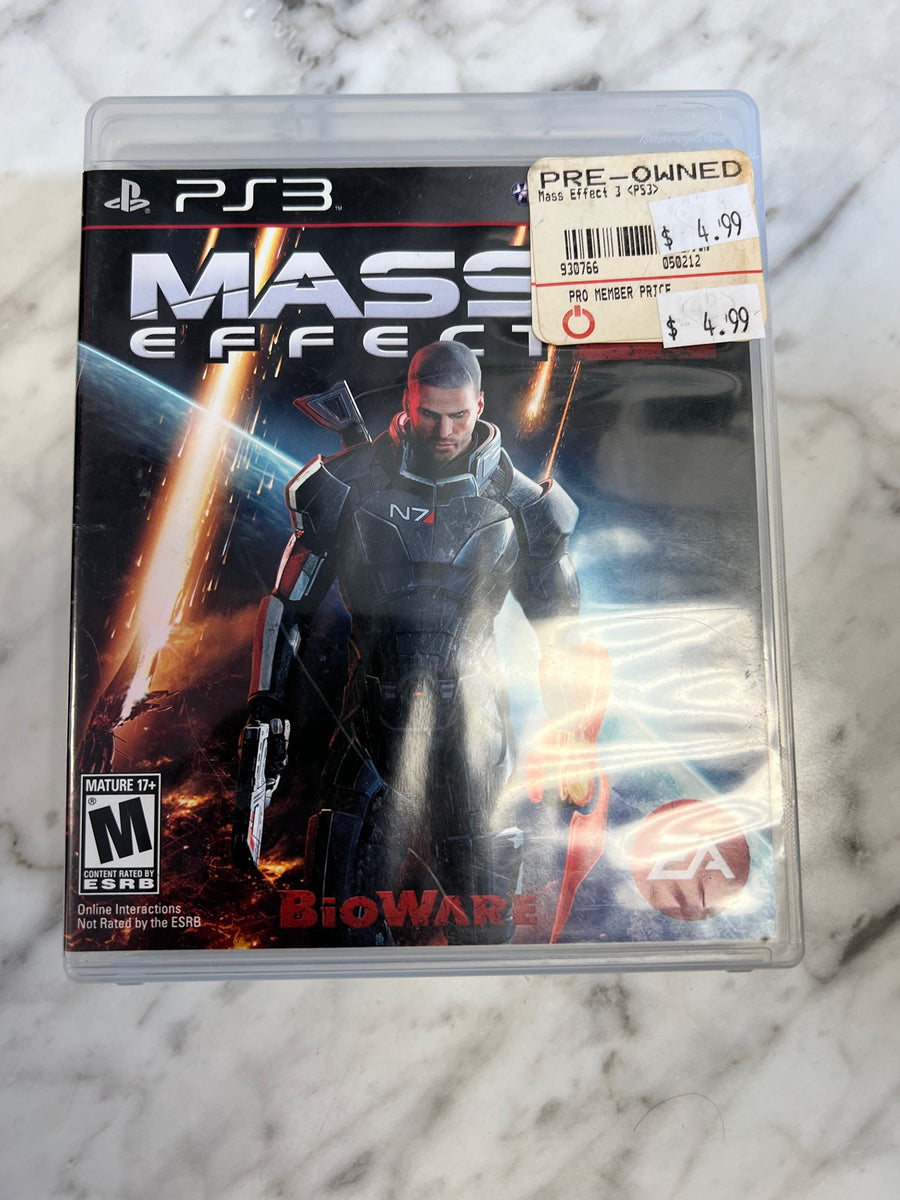 PS3
PRE-OWNED
Mass Effect 3 <PS3>
$ 4.99
930766
050212
PRO MEMBER PRICE
$ 4.99
MASS
EFFECT
N7
MATURE 17+
M
CONTENT RATED BY
ESRB
Online Interactions
Not Rated by the ESRB
BIOWARE
EA